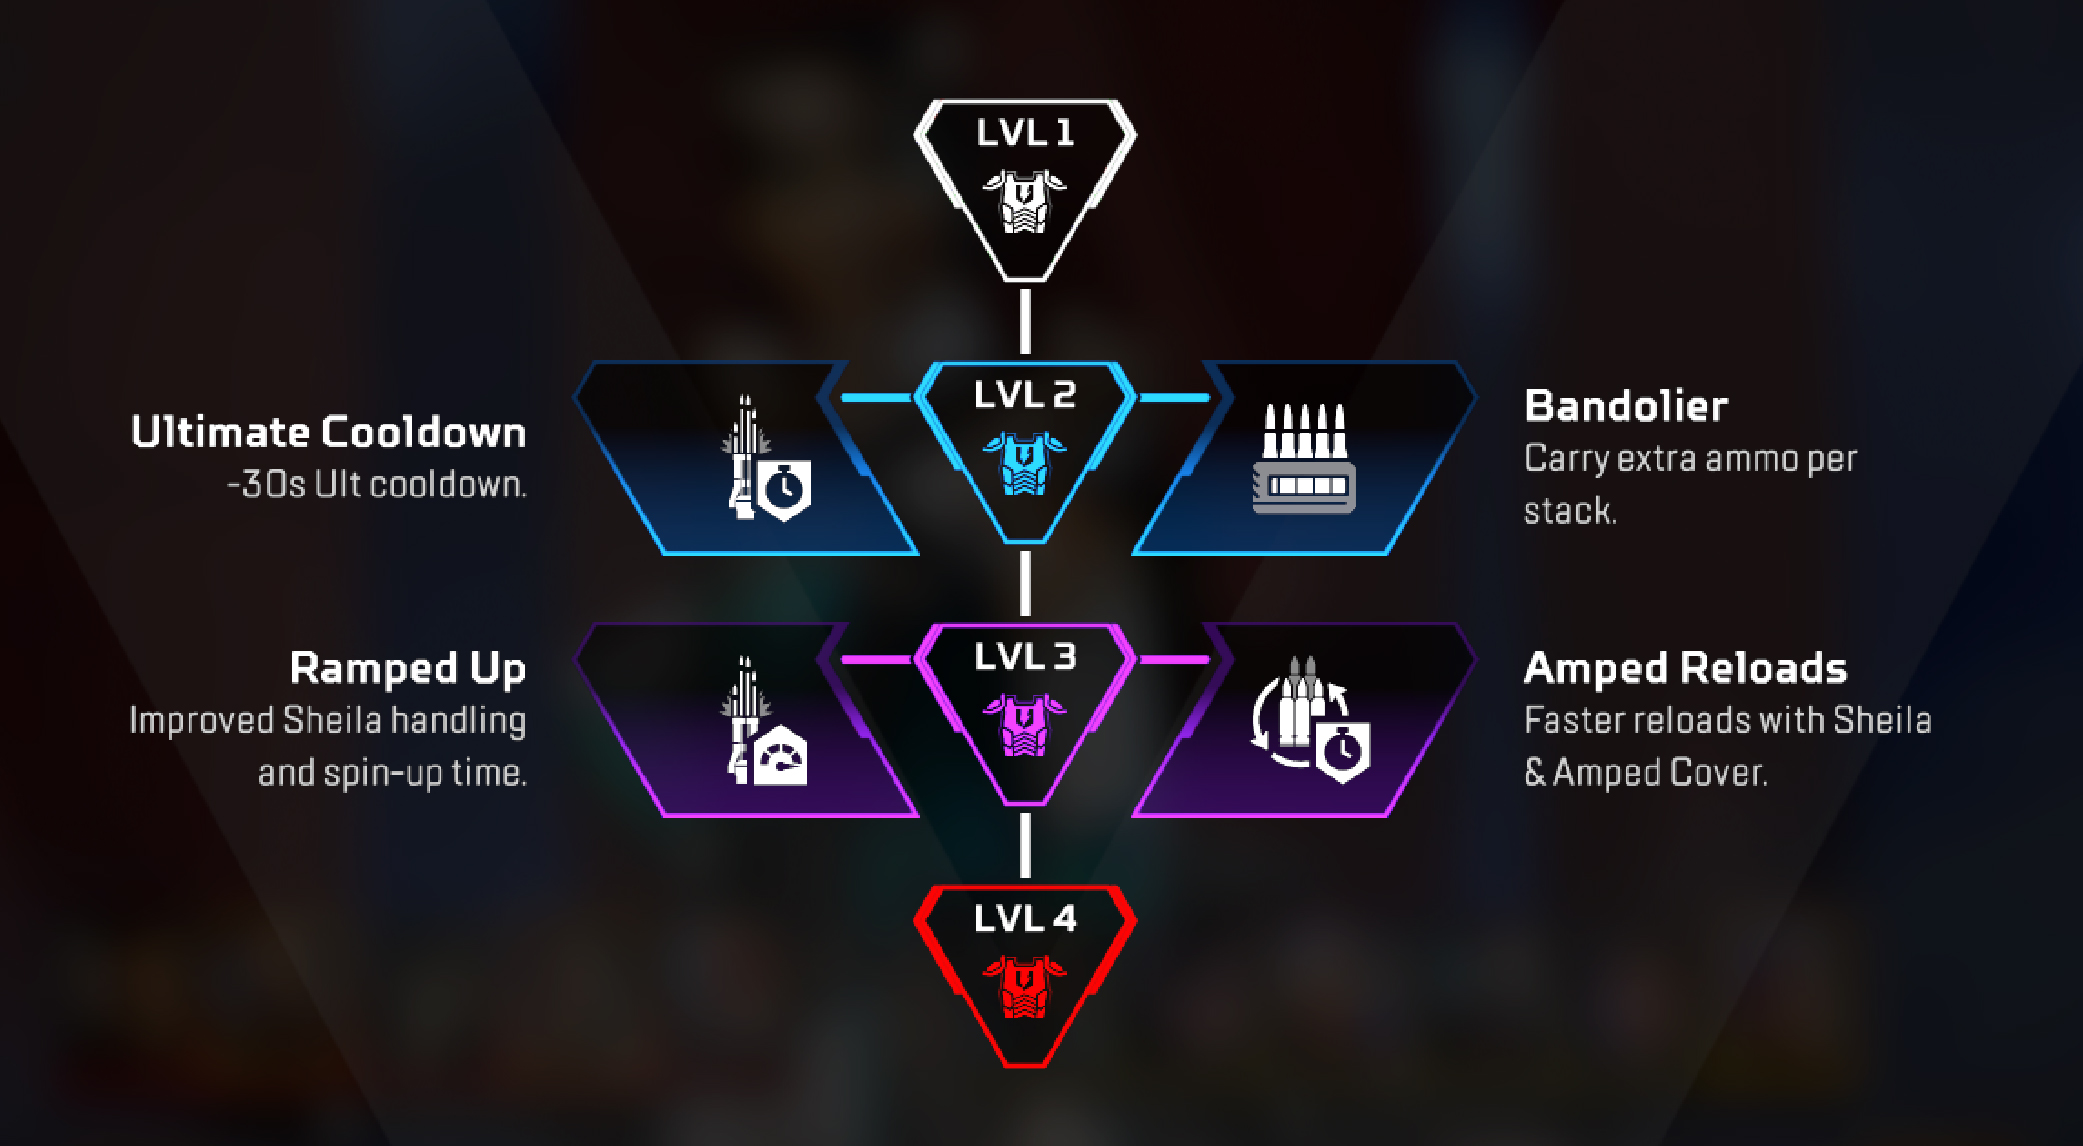 LVL 1
LVL 2
Ultimate Cooldown
-30s Ult cooldown.
Bandolier
Carry extra ammo per
stack.
LVL 3
Ramped Up
Improved Sheila handling
and spin-up time.
Amped Reloads
Faster reloads with Sheila
& Amped Cover.
LVL 4